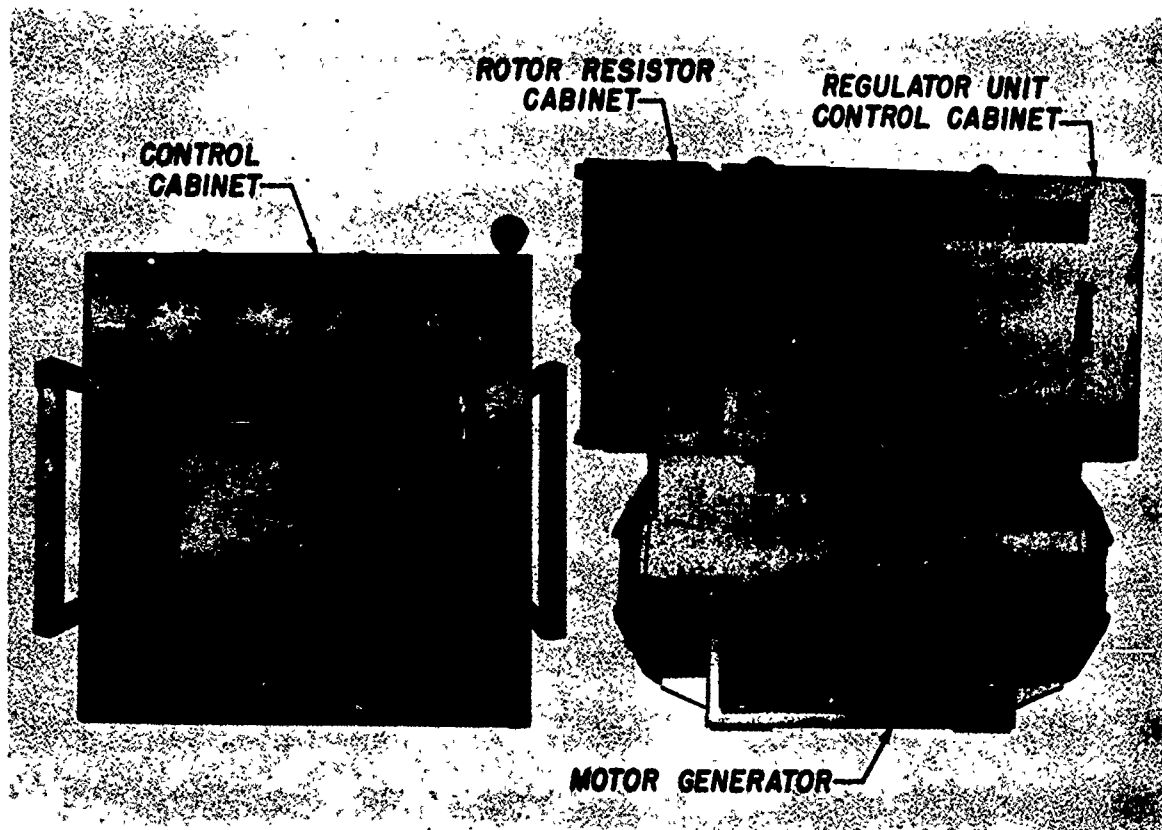 ROTOR RESISTOR
CABINET
REGULATOR UNIT
CONTROL CABINET
CONTROL
CABINET
MOTOR GENERATOR